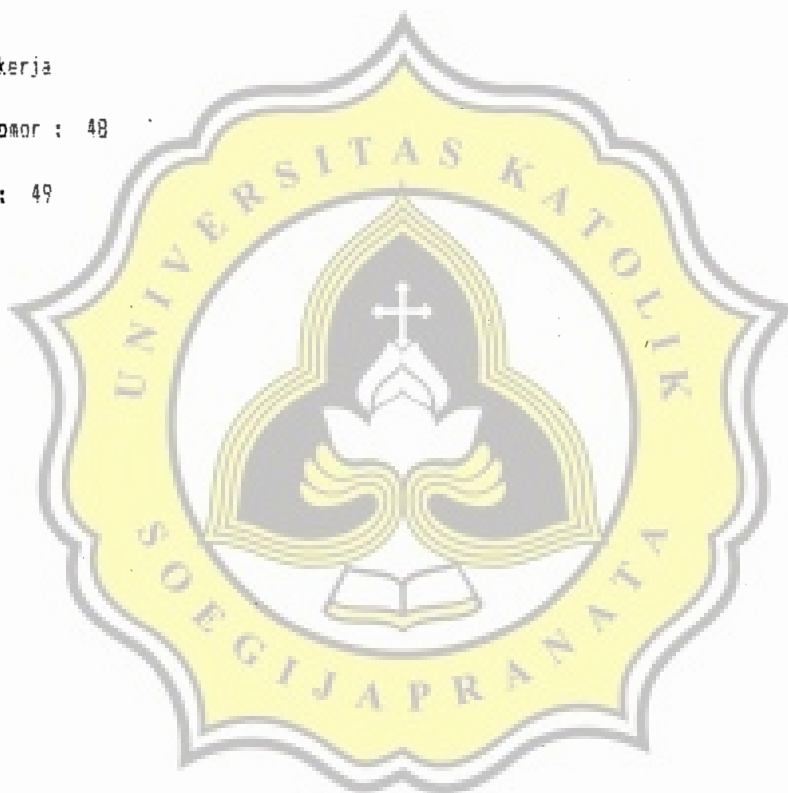 kerja
omor : 48
: 49
UNIVERSITAS KATOLIK
SOEGIJAPRANATA